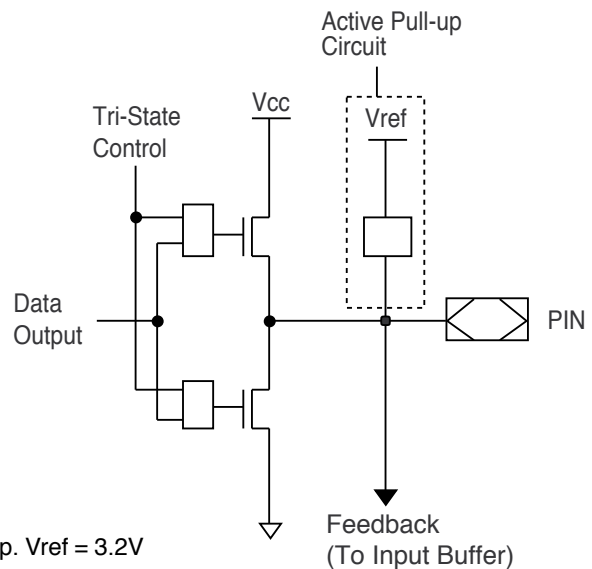 Active Pull-up
Circuit
Vcc
Vref
Tri-State
Control
Data
Output
PIN
Feedback
(To Input Buffer)
Vref = 3.2V